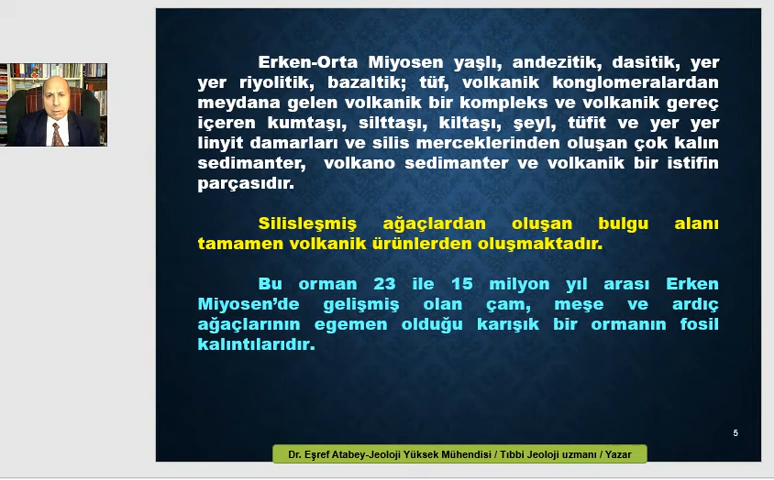 Erken-Orta Miyosen yaşlı, andezitik, dasitik, yer
yer riyolitik, bazaltik; tüf, volkanik konglomeralardan
meydana gelen volkanik bir kompleks ve volkanik gereç
içeren kumtaşı, silttaşı, kiltaşı, şeyl, tüfit ve yer yer
linyit damarları ve silis merceklerinden oluşan çok kalın
sedimanter, volkano sedimanter ve volkanik bir istifin
parçasıdır.
Silisleşmiş ağaçlardan oluşan bulgu alanı
tamamen volkanik ürünlerden oluşmaktadır.
Bu orman 23 ile 15 milyon yıl arası Erken
Miyosen’de gelişmiş olan çam, meşe ve ardıç
ağaçlarının egemen olduğu karışık bir ormanın fosil
kalıntılarıdır.
5
Dr. Eşref Atabey-Jeoloji Yüksek Mühendisi / Tıbbi Jeoloji uzmanı / Yazar